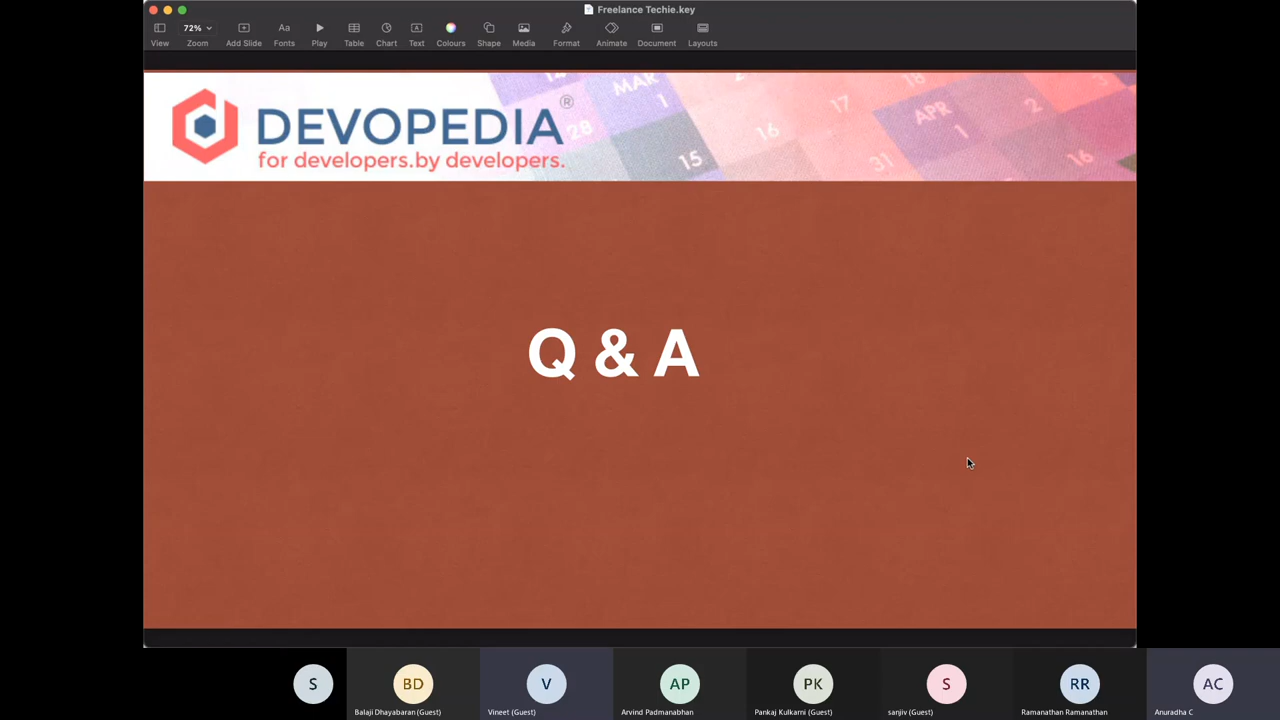 Freelance Techie.key
72%
View Zoom Add Slide Fonts Play Table Chart Text Colours Shape Media Format Animate Document Layouts
DEVOPEDIA®
for developers.by developers.
28 MAR 1 15 16 17 18 31 APR 1 2 3 16
Q & A
S BD V AP PK S RR AC
Balaji Dhayabaran (Guest) Vineet (Guest) Arvind Padmanabhan Pankaj Kulkarni (Guest) sanjiv (Guest) Ramanathan Ramanathan Anuradha C